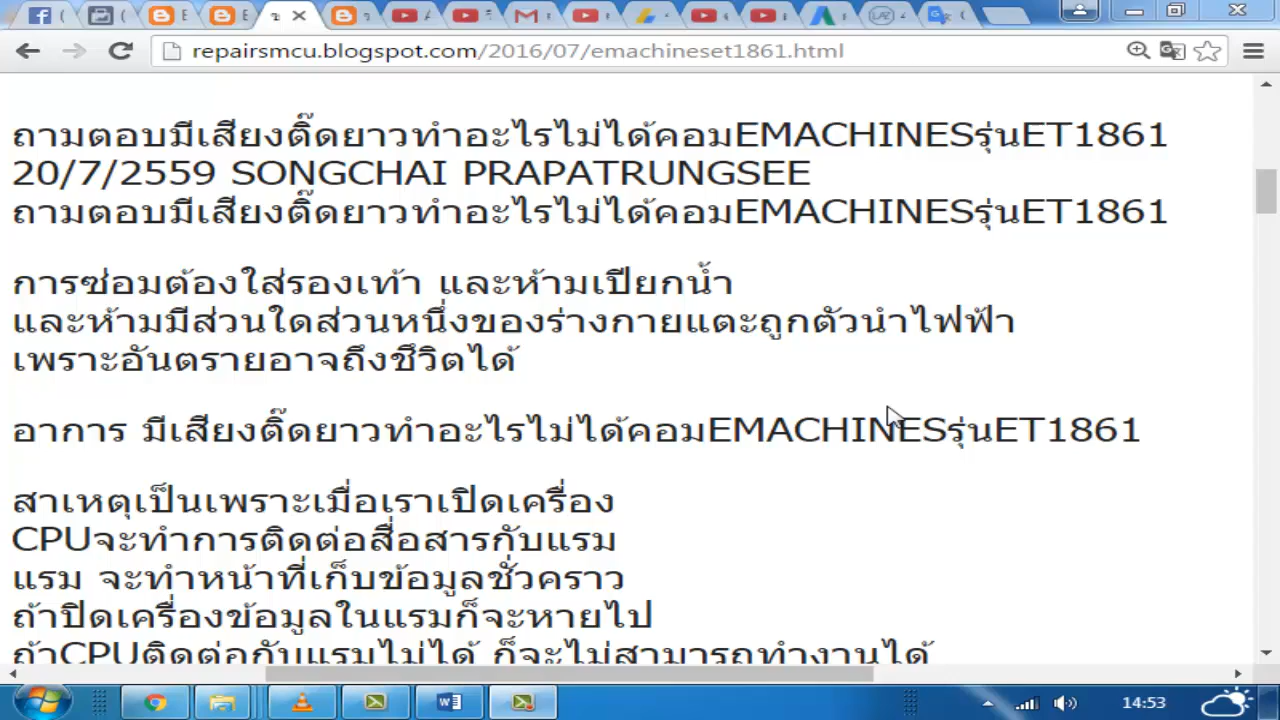 repairsmcu.blogspot.com/2016/07/emachineset1861.html
ถามตอบมีเสียงติ๊ดยาวทำอะไรไม่ได้คอมEMACHINESรุ่นET1861
20/7/2559 SONGCHAI PRAPATRUNGSEE
ถามตอบมีเสียงติ๊ดยาวทำอะไรไม่ได้คอมEMACHINESรุ่นET1861
การซ่อมต้องใส่รองเท้า และห้ามเปียกน้ำ
และห้ามมีส่วนใดส่วนหนึ่งของร่างกายแตะถูกตัวนำไฟฟ้า
เพราะอันตรายอาจถึงชีวิตได้
อาการ มีเสียงติ๊ดยาวทำอะไรไม่ได้คอมEMACHINESรุ่นET1861
สาเหตุเป็นเพราะเมื่อเราเปิดเครื่อง
CPUจะทำการติดต่อสื่อสารกับแรม
แรม จะทำหน้าที่เก็บข้อมูลชั่วคราว
ถ้าปิดเครื่องข้อมูลในแรมก็จะหายไป
ถ้าCPUติดต่อกับแรมไม่ได้ ก็จะไม่สามารถทำงานได้
14:53